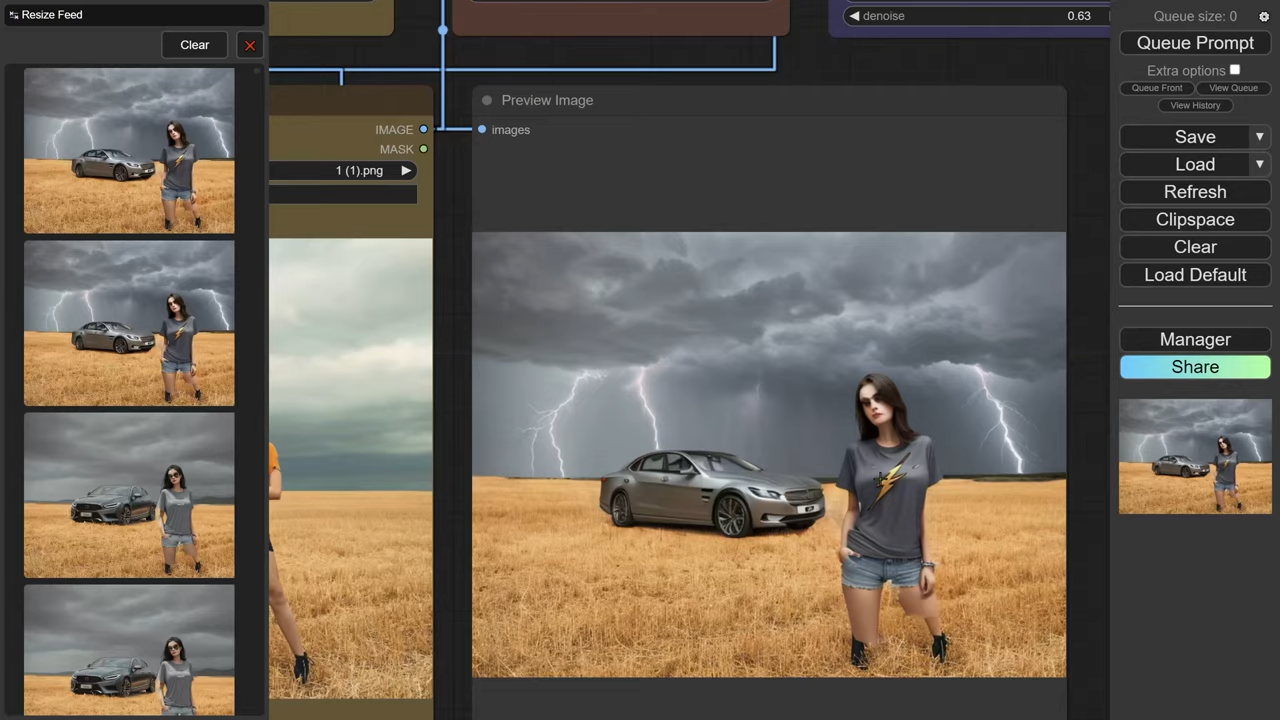 Resize Feed
Clear
denoise
0.63
Preview Image
IMAGE
images
MASK
1 (1).png
Queue size: 0
Queue Prompt
Extra options
Queue Front
View Queue
View History
Save
Load
Refresh
Clipspace
Clear
Load Default
Manager
Share